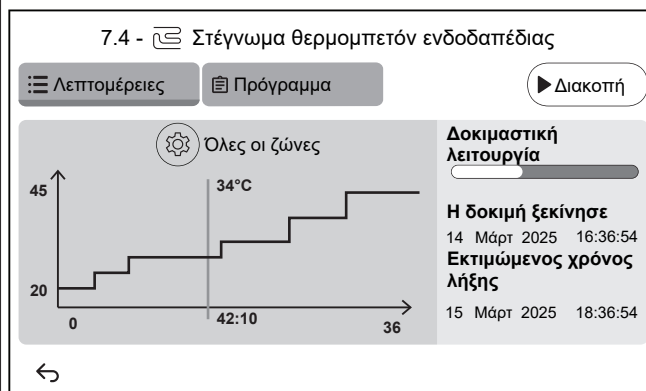 7.4 - Στέγνωμα θερμομπετόν ενδοδαπέδιας
Λεπτομέρειες
Πρόγραμμα
Διακοπή
Όλες οι ζώνες
45
34°C
20
0
42:10
36
Δοκιμαστική
λειτουργία
Η δοκιμή ξεκίνησε
14 Μάρτ 2025 16:36:54
Εκτιμώμενος χρόνος
λήξης
15 Μάρτ 2025 18:36:54